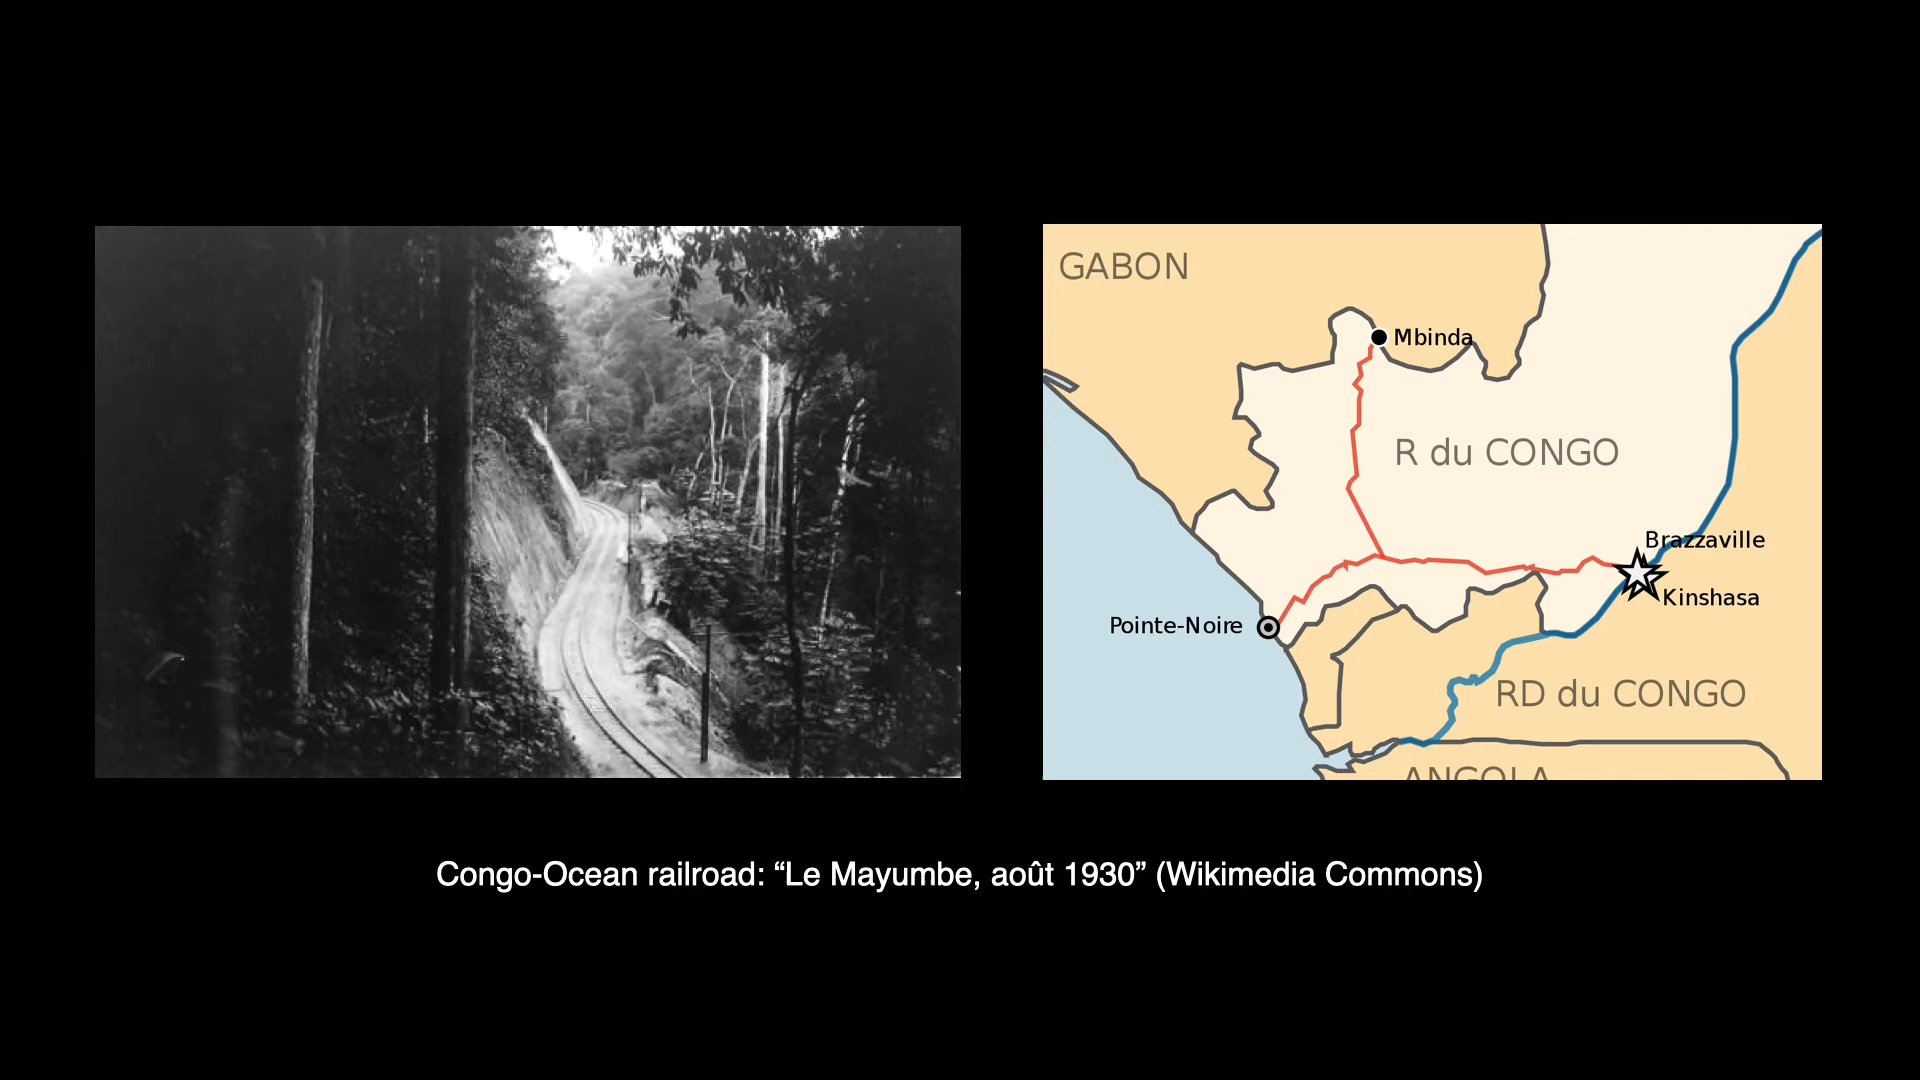 GABON
Mbinda
R du CONGO
Brazzaville
Kinshasa
Pointe-Noire
RD du CONGO
ANGOLA
Congo-Ocean railroad: “Le Mayumbe, août 1930” (Wikimedia Commons)